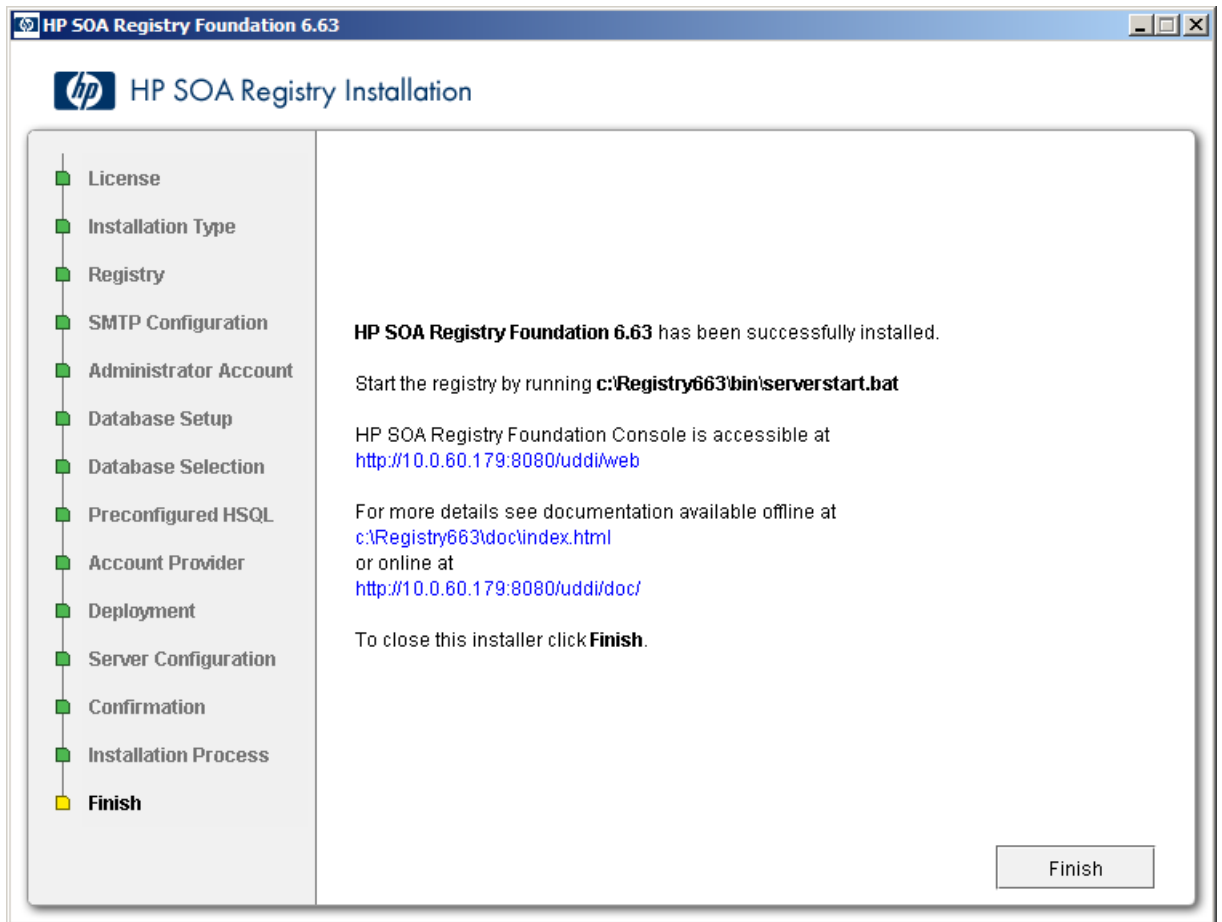 HP SOA Registry Foundation 6.63
hp HP SOA Registry Installation
License
Installation Type
Registry
SMTP Configuration
Administrator Account
Database Setup
Database Selection
Preconfigured HSQL
Account Provider
Deployment
Server Configuration
Confirmation
Installation Process
Finish
HP SOA Registry Foundation 6.63 has been successfully installed.
Start the registry by running c:\Registry663\bin\serverstart.bat
HP SOA Registry Foundation Console is accessible at
http://10.0.60.179:8080/uddi/web
For more details see documentation available offline at
c:\Registry663\doc\index.html
or online at
http://10.0.60.179:8080/uddi/doc/
To close this installer click Finish.
Finish